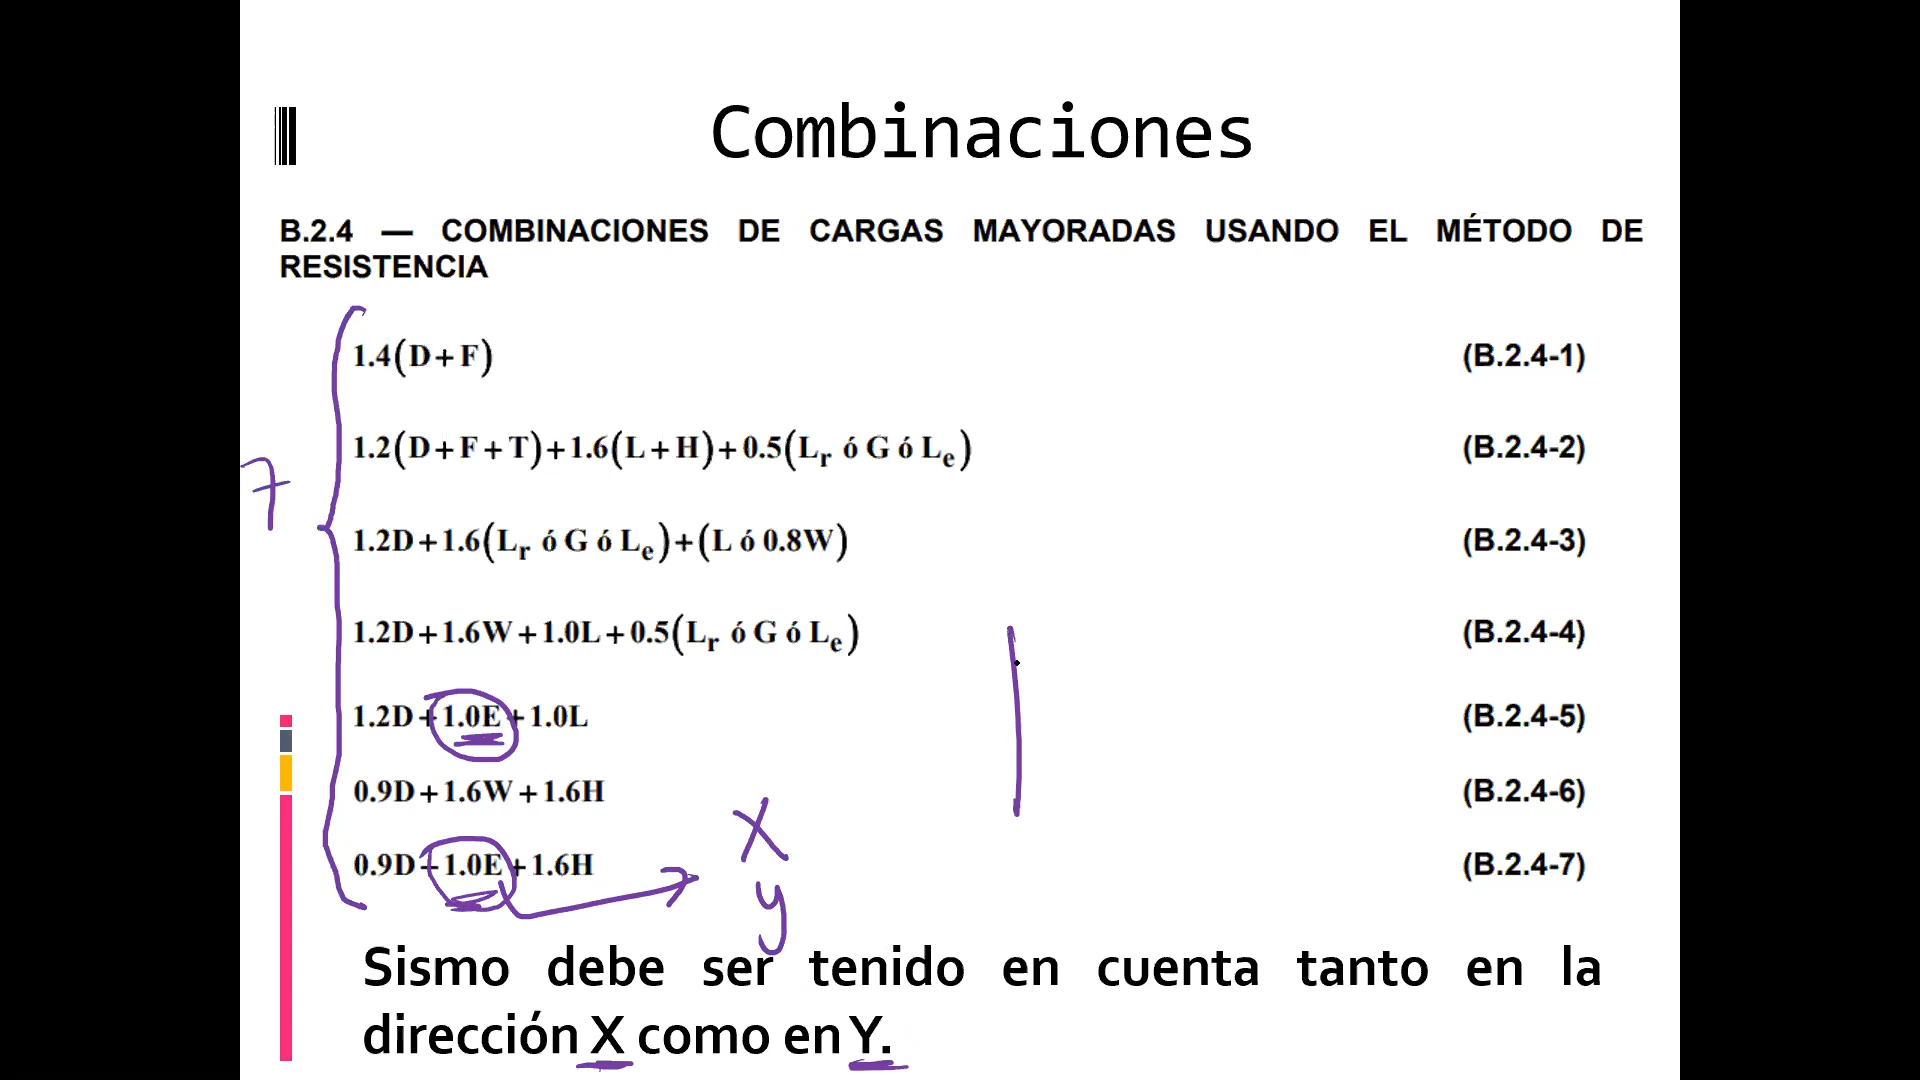 Combinaciones
B.2.4 — COMBINACIONES DE CARGAS MAYORADAS USANDO EL MÉTODO DE
RESISTENCIA
1.4(D+F) (B.2.4-1)
1.2(D+F+T)+1.6(L+H)+0.5(Lr ó G ó Le) (B.2.4-2)
7
1.2D+1.6(Lr ó G ó Le)+(L ó 0.8W) (B.2.4-3)
1.2D+1.6W+1.0L+0.5(Lr ó G ó Le) (B.2.4-4)
1.2D+1.0E+1.0L (B.2.4-5)
0.9D+1.6W+1.6H (B.2.4-6)
X
0.9D+1.0E+1.6H (B.2.4-7)
y
Sismo debe ser tenido en cuenta tanto en la
dirección X como en Y.